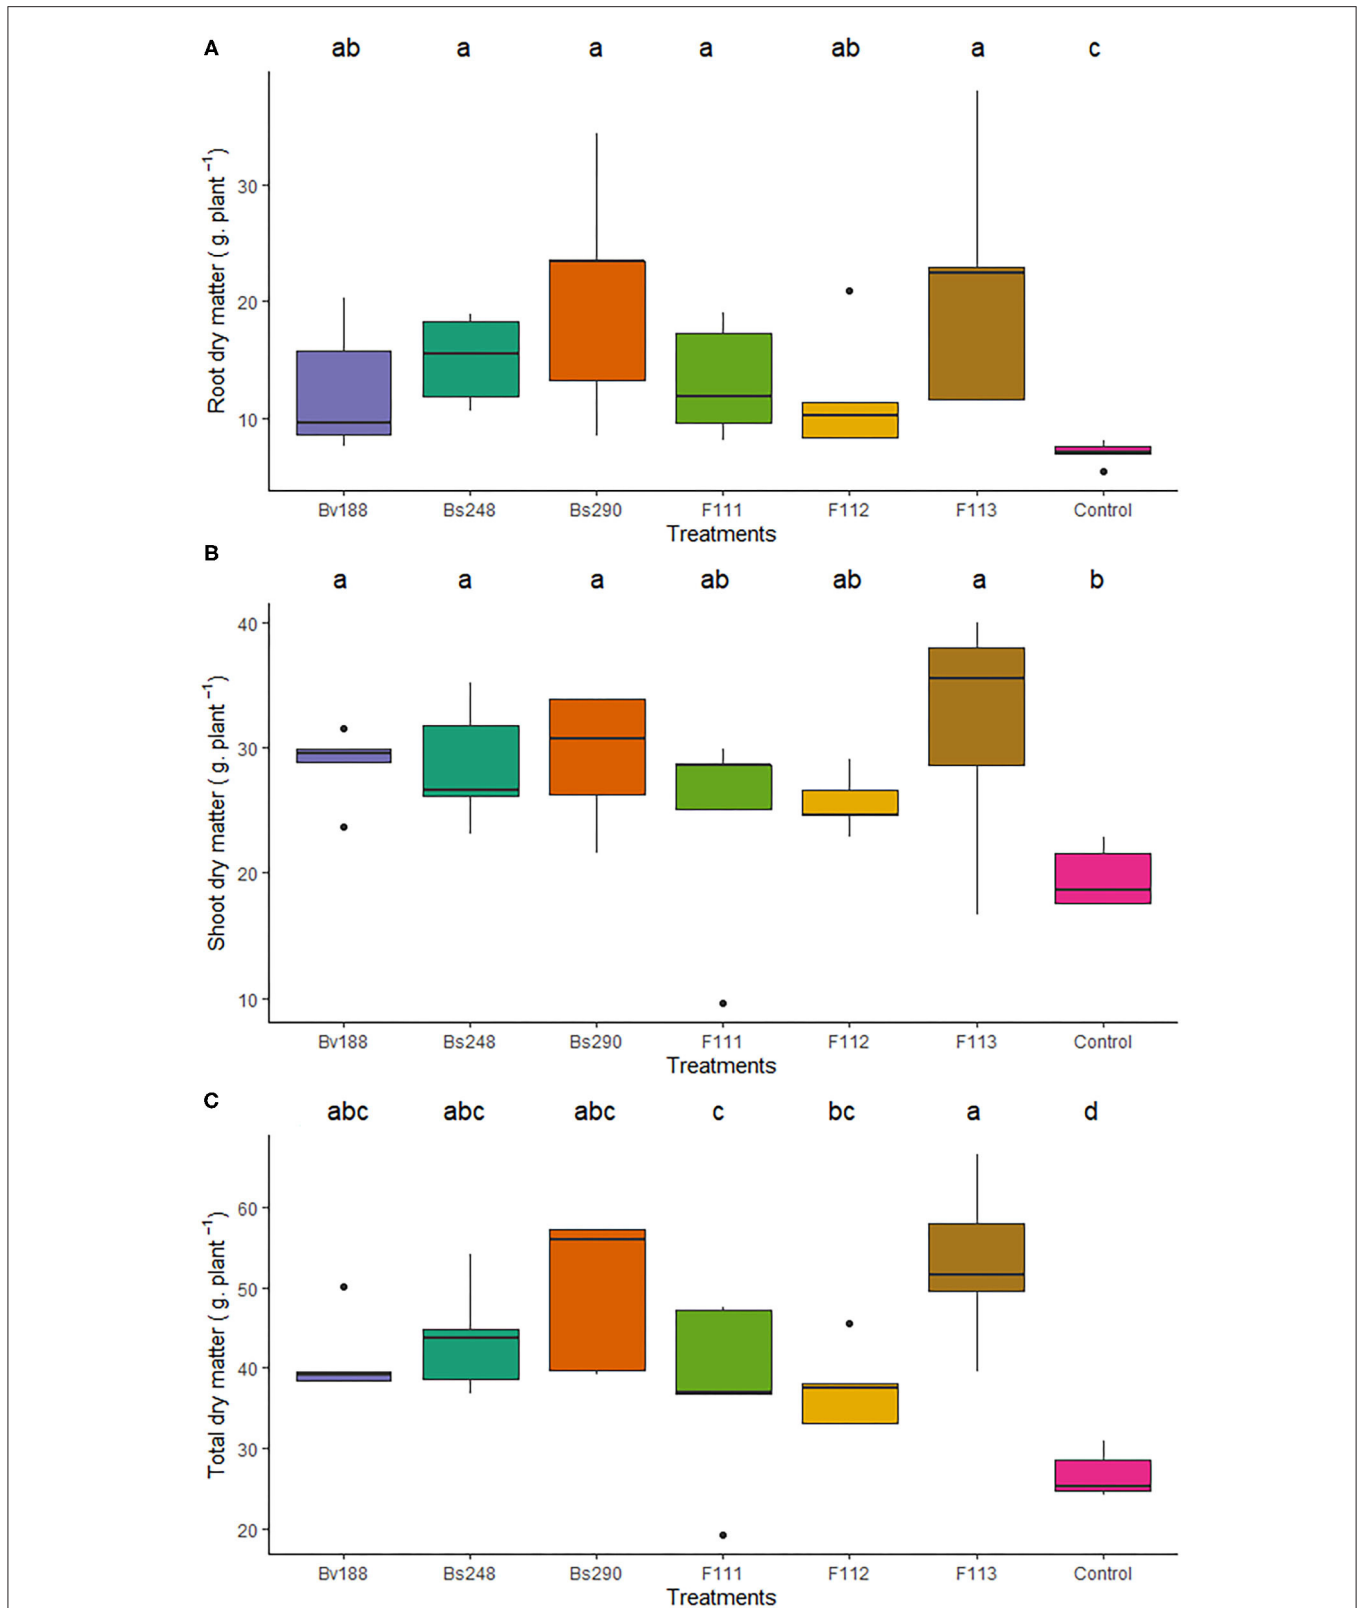 A
ab a a a ab a c
Root dry matter ( g. plant ⁻¹)
30
20
10
Bv188 Bs248 Bs290 F111 F112 F113 Control
Treatments
B
a a a ab ab a b
Shoot dry matter ( g. plant ⁻¹)
40
30
20
10
Bv188 Bs248 Bs290 F111 F112 F113 Control
Treatments
C
abc abc abc c bc a d
Total dry matter ( g. plant ⁻¹)
60
50
40
30
20
Bv188 Bs248 Bs290 F111 F112 F113 Control
Treatments